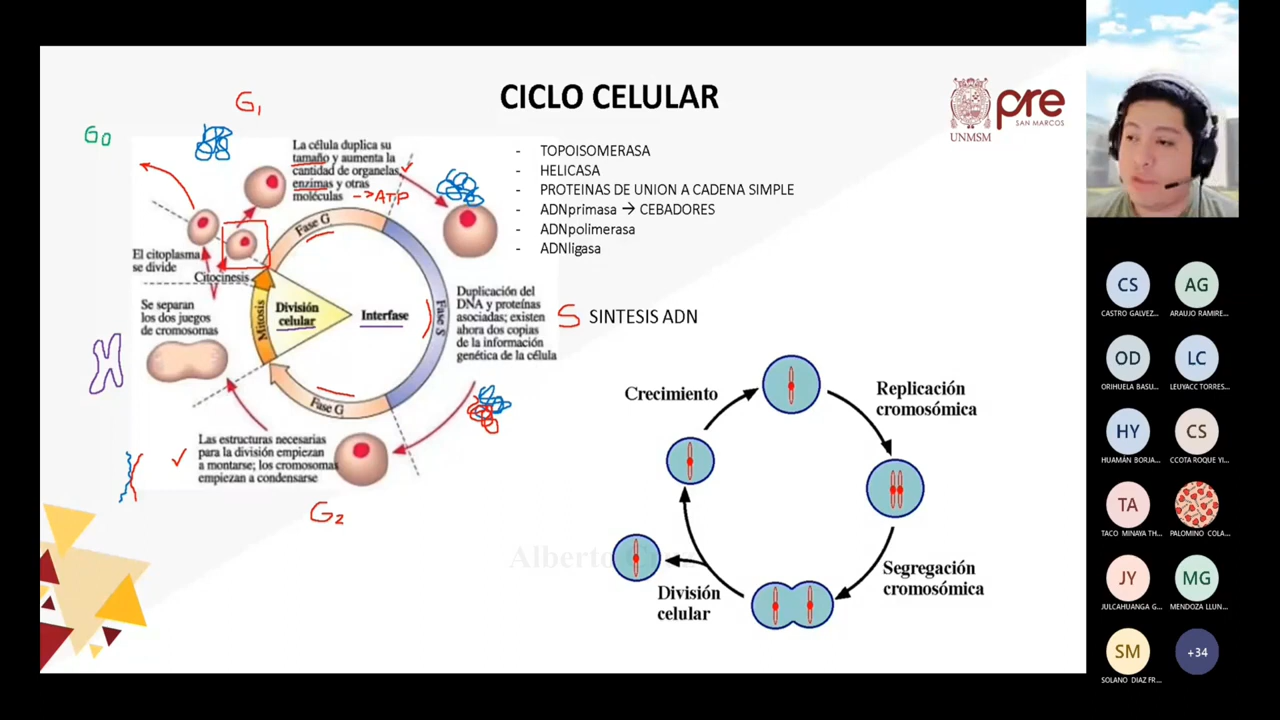 CICLO CELULAR
UNMSM
pre
SAN MARCOS
G1
G0
La célula duplica su
tamaño y aumenta la
cantidad de organelas,
enzimas y otras
moléculas
->ATP
- TOPOISOMERASA
- HELICASA
- PROTEINAS DE UNION A CADENA SIMPLE
- ADNprimasa → CEBADORES
- ADNpolimerasa
- ADNligasa
Fase G
El citoplasma
se divide
Citocinesis
Mitosis
División
celular
Interfase
Fase S
Duplicación del
DNA y proteínas
asociadas; existen
ahora dos copias
de la información
genética de la célula
S SINTESIS ADN
Se separan
los dos juegos
de cromosomas
Fase G
Las estructuras necesarias
para la división empiezan
a montarse; los cromosomas
empiezan a condensarse
G2
Crecimiento
Replicación
cromosómica
Segregación
cromosómica
División
celular
Alberto
CS
CASTRO GALVEZ...
AG
ARAUJO RAMIRE...
OD
ORIHUELA BASU...
LC
LEUYACC TORRES...
HY
HUAMÁN BORJA...
CS
CCOTA ROQUE YI...
TA
TACO MINAYA TH...
PALOMINO COLA...
JY
JULCAHUANGA G...
MG
MENDOZA LLUN...
SM
SOLANO DIAZ FR...
+34